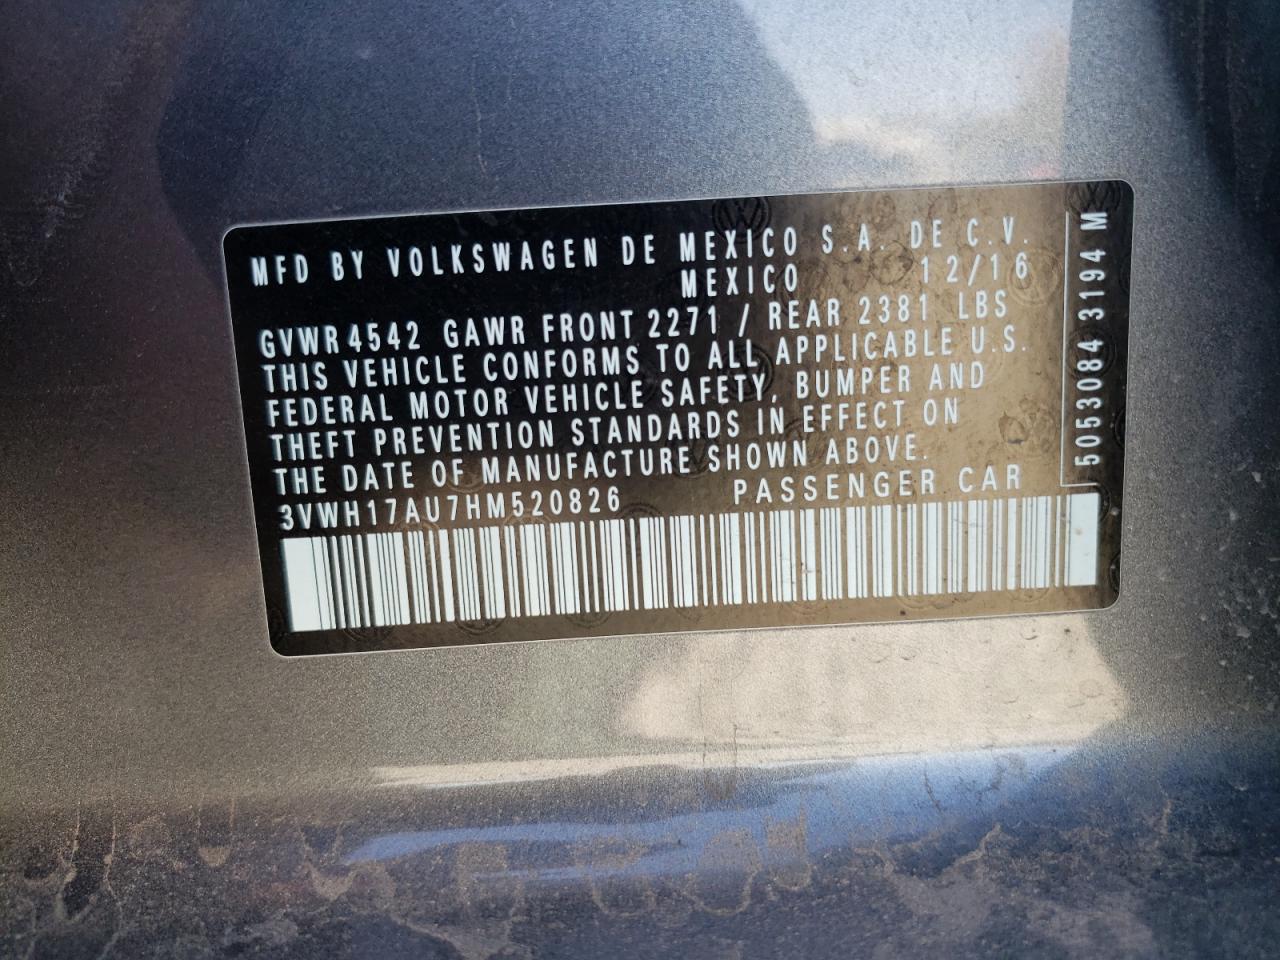 MFD BY VOLKSWAGEN DE MEXICO S.A. DE C.V.
MEXICO 12/16
GVWR 4542 GAWR FRONT 2271 / REAR 2381 LBS
THIS VEHICLE CONFORMS TO ALL APPLICABLE U.S.
FEDERAL MOTOR VEHICLE SAFETY, BUMPER AND
THEFT PREVENTION STANDARDS IN EFFECT ON
THE DATE OF MANUFACTURE SHOWN ABOVE.
3VWH17AU7HM520826 PASSENGER CAR
5053084 3194 M